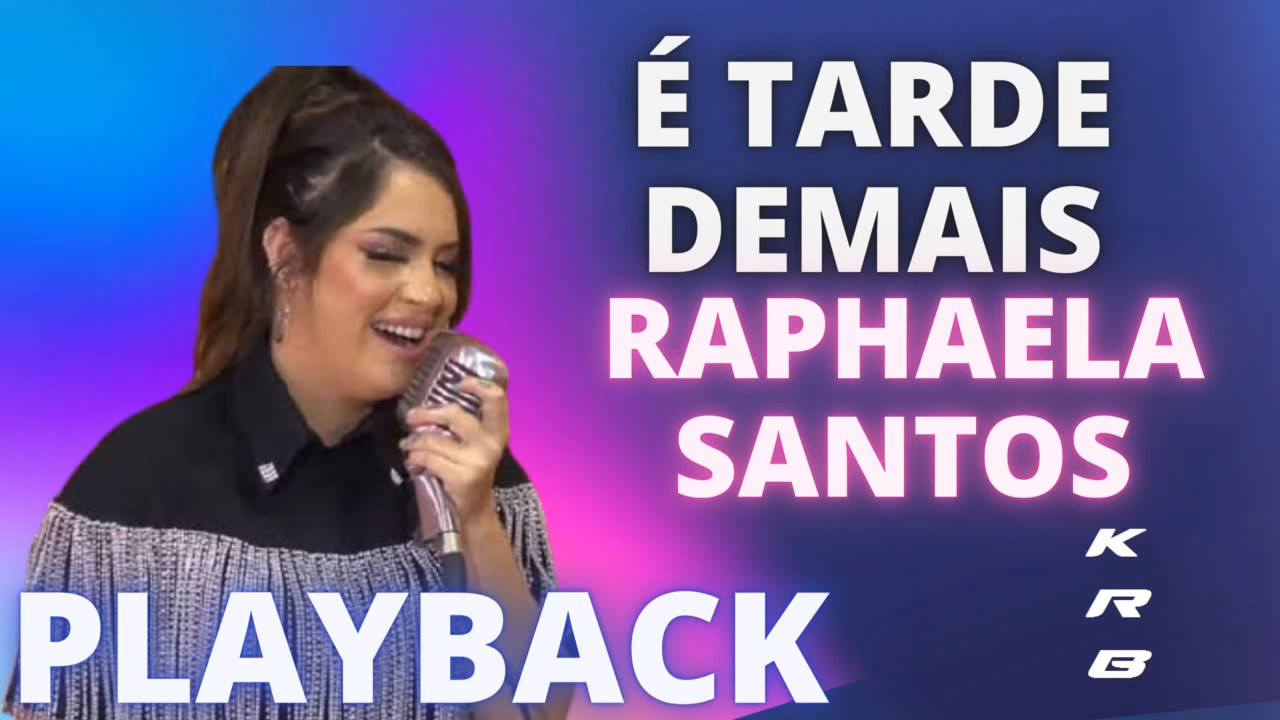 É TARDE
DEMAIS
RAPHAELA
SANTOS
K
R
B
PLAYBACK